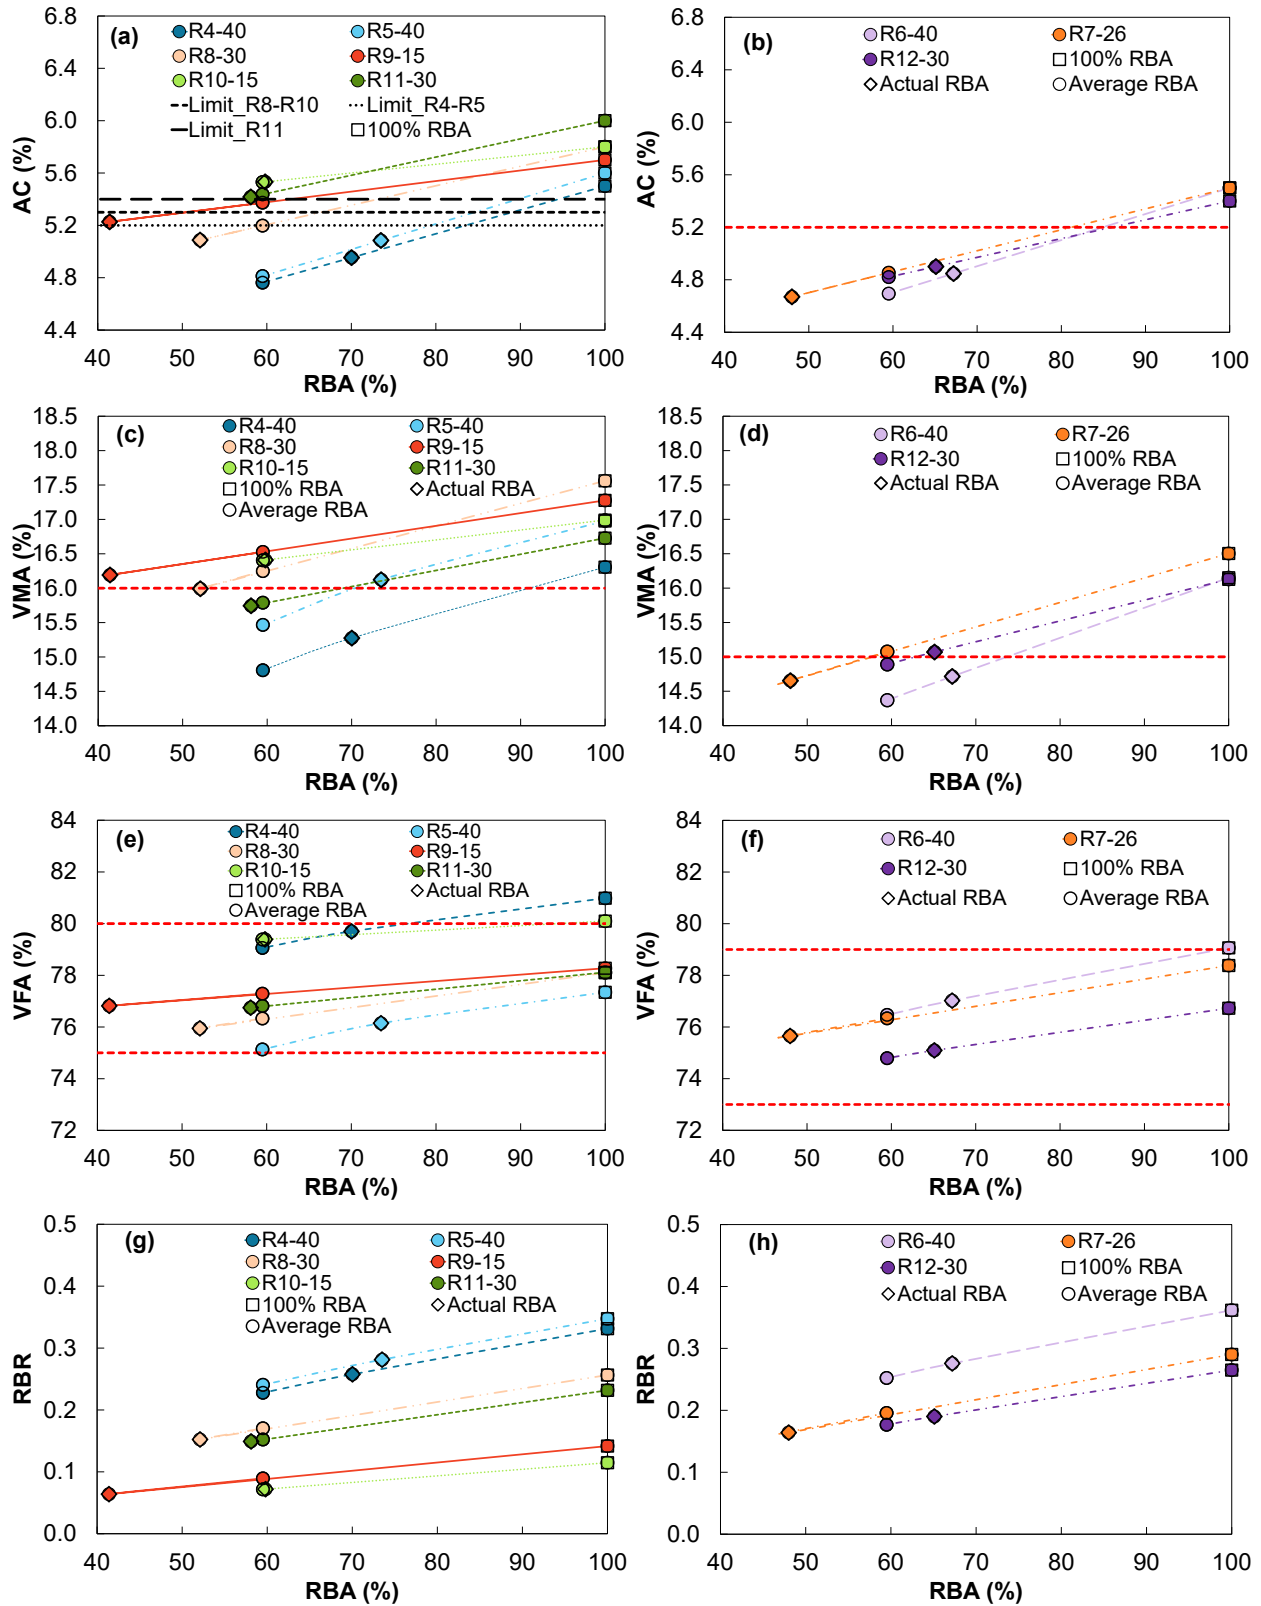 (a)
R4-40 R5-40
R8-30 R9-15
R10-15 R11-30
Limit_R8-R10 Limit_R4-R5
Limit_R11 100% RBA
6.8
6.4
6.0
5.6
5.2
4.8
4.4
AC (%)
40 50 60 70 80 90 100
RBA (%)
(b)
R6-40 R7-26
R12-30 100% RBA
Actual RBA Average RBA
6.8
6.4
6.0
5.6
5.2
4.8
4.4
AC (%)
40 50 60 70 80 90 100
RBA (%)
(c)
R4-40 R5-40
R8-30 R9-15
R10-15 R11-30
100% RBA Actual RBA
Average RBA
18.5
18.0
17.5
17.0
16.5
16.0
15.5
15.0
14.5
14.0
VMA (%)
40 50 60 70 80 90 100
RBA (%)
(d)
R6-40 R7-26
R12-30 100% RBA
Actual RBA Average RBA
18.5
18.0
17.5
17.0
16.5
16.0
15.5
15.0
14.5
14.0
VMA (%)
40 50 60 70 80 90 100
RBA (%)
(e)
R4-40 R5-40
R8-30 R9-15
R10-15 R11-30
100% RBA Actual RBA
Average RBA
84
82
80
78
76
74
72
VFA (%)
40 50 60 70 80 90 100
RBA (%)
(f)
R6-40 R7-26
R12-30 100% RBA
Actual RBA Average RBA
84
82
80
78
76
74
72
VFA (%)
40 50 60 70 80 90 100
RBA (%)
(g)
R4-40 R5-40
R8-30 R9-15
R10-15 R11-30
100% RBA Actual RBA
Average RBA
0.5
0.4
0.3
0.2
0.1
0.0
RBR
40 50 60 70 80 90 100
RBA (%)
(h)
R6-40 R7-26
R12-30 100% RBA
Actual RBA Average RBA
0.5
0.4
0.3
0.2
0.1
0.0
RBR
40 50 60 70 80 90 100
RBA (%)